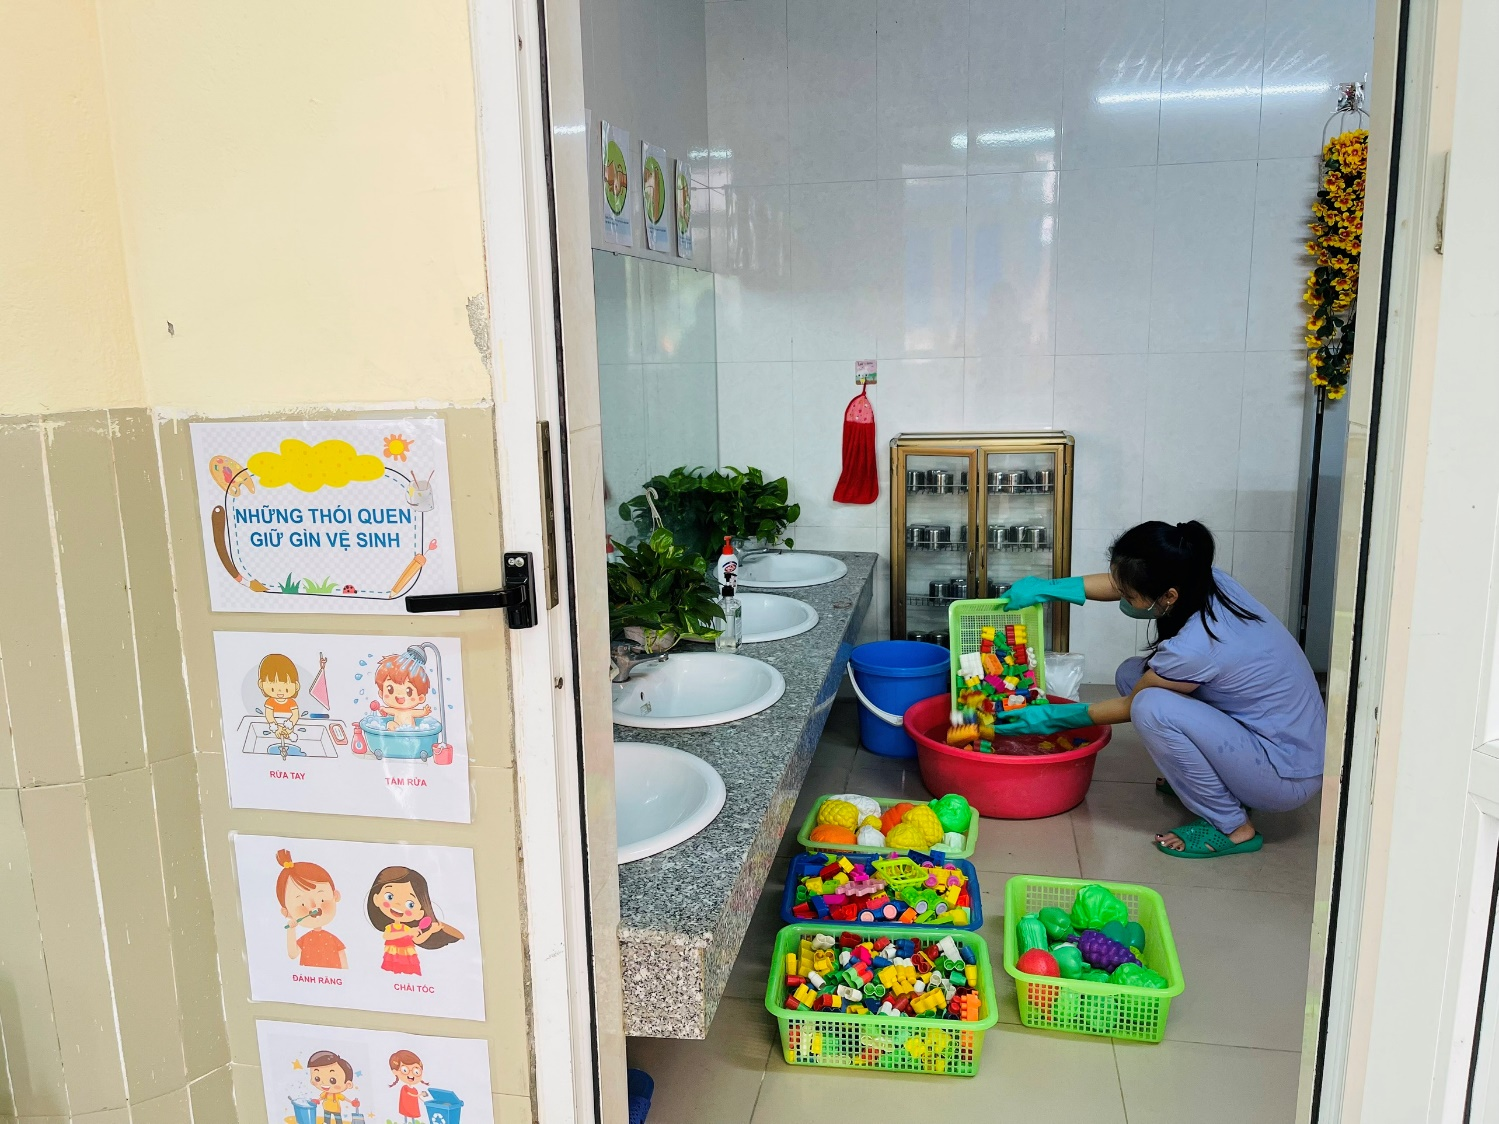 NHỮNG THÓI QUEN
GIỮ GÌN VỆ SINH
RỬA TAY
TẮM RỬA
ĐÁNH RĂNG
CHẢI TÓC